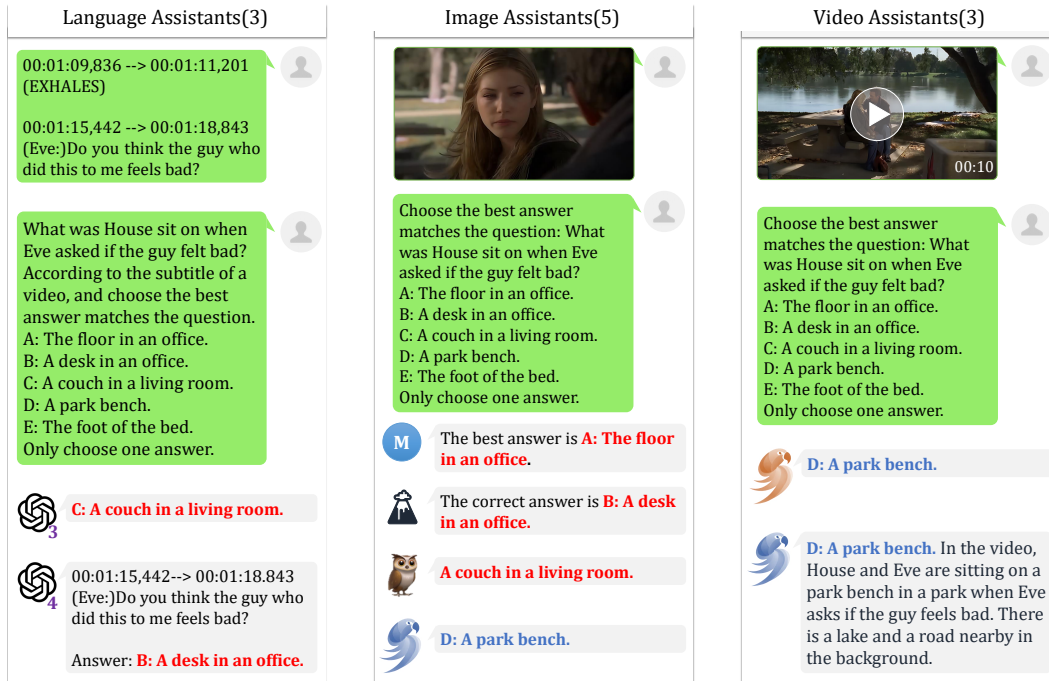 Language Assistants(3)
00:01:09,836 --> 00:01:11,201
(EXHALES)
00:01:15,442 --> 00:01:18,843
(Eve:)Do you think the guy who
did this to me feels bad?
What was House sit on when
Eve asked if the guy felt bad?
According to the subtitle of a
video, and choose the best
answer matches the question.
A: The floor in an office.
B: A desk in an office.
C: A couch in a living room.
D: A park bench.
E: The foot of the bed.
Only choose one answer.
3
C: A couch in a living room.
4
00:01:15,442--> 00:01:18.843
(Eve:)Do you think the guy who
did this to me feels bad?
Answer: B: A desk in an office.
Image Assistants(5)
Choose the best answer
matches the question: What
was House sit on when Eve
asked if the guy felt bad?
A: The floor in an office.
B: A desk in an office.
C: A couch in a living room.
D: A park bench.
E: The foot of the bed.
Only choose one answer.
M
The best answer is A: The floor
in an office.
The correct answer is B: A desk
in an office.
A couch in a living room.
D: A park bench.
Video Assistants(3)
00:10
Choose the best answer
matches the question: What
was House sit on when Eve
asked if the guy felt bad?
A: The floor in an office.
B: A desk in an office.
C: A couch in a living room.
D: A park bench.
E: The foot of the bed.
Only choose one answer.
D: A park bench.
D: A park bench. In the video,
House and Eve are sitting on a
park bench in a park when Eve
asks if the guy feels bad. There
is a lake and a road nearby in
the background.